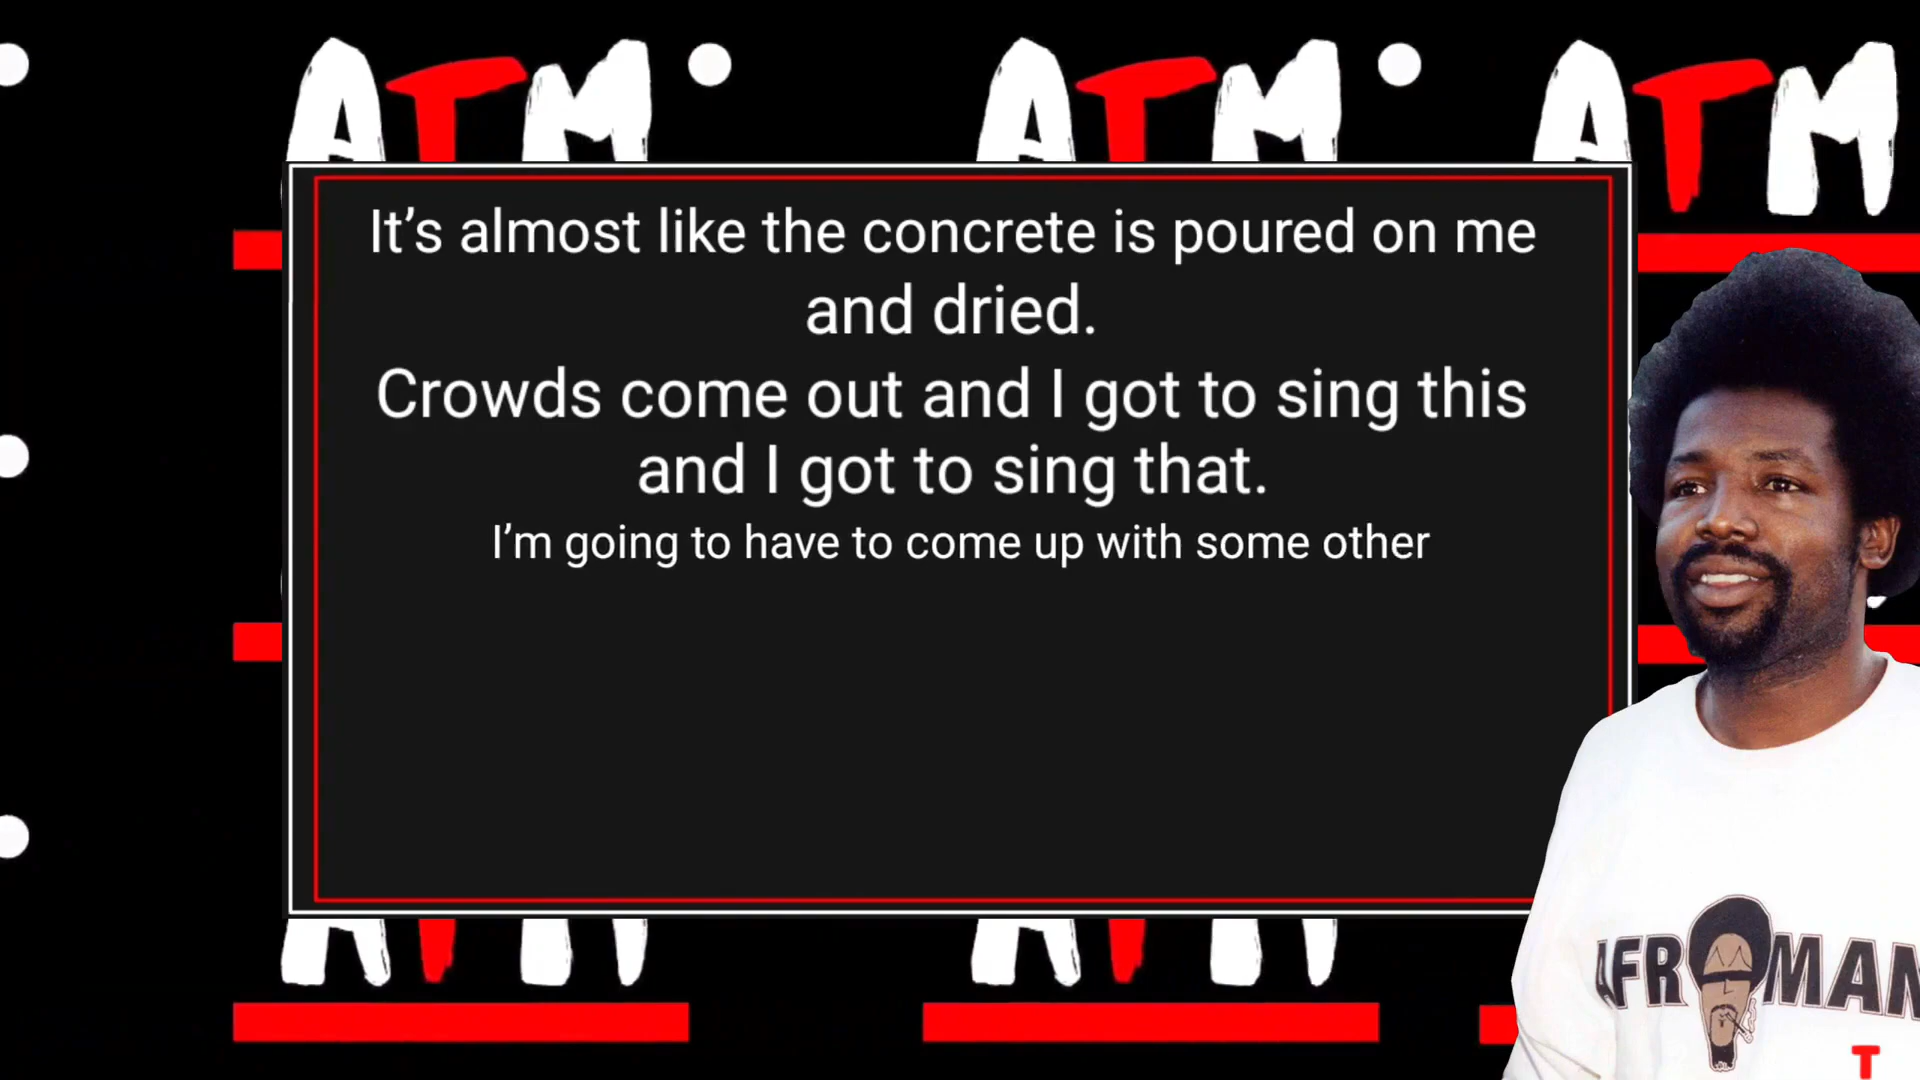 ATM ATM ATM
It’s almost like the concrete is poured on me
and dried.
Crowds come out and I got to sing this
and I got to sing that.
I’m going to have to come up with some other
AFROMAN
T